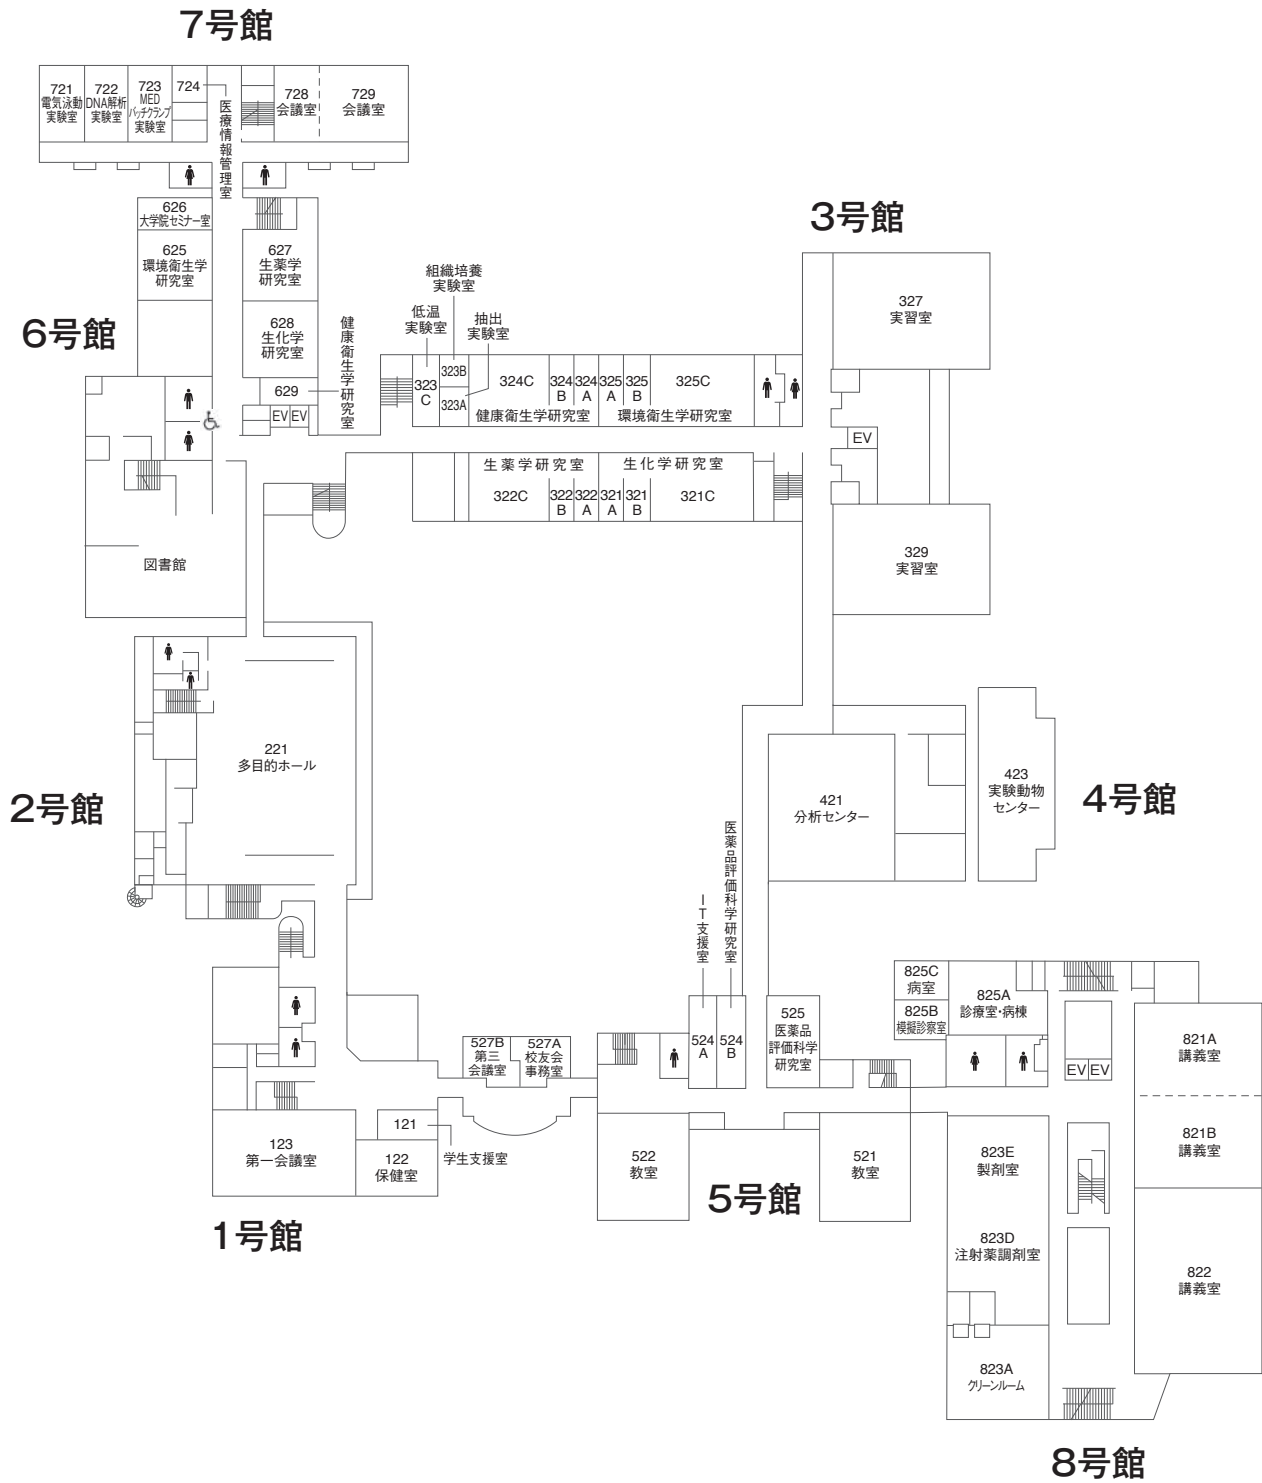 7号館
721
電気泳動
実験室
722
DNA解析
実験室
723
MED
パッチクランプ
実験室
724
医療情報管理室
728
会議室
729
会議室
626
大学院セミナー室
625
環境衛生学
研究室
627
生薬学
研究室
628
生化学
研究室
629
健康衛生学研究室
EV
EV
6号館
図書館
3号館
組織培養
実験室
低温
実験室
抽出
実験室
323
C
323B
323A
324C
324
B
324
A
健康衛生学研究室
325
A
325
B
325C
環境衛生学研究室
327
実習室
EV
生薬学研究室
322C
322
B
322
A
生化学研究室
321
A
321
B
321C
329
実習室
221
多目的ホール
2号館
421
分析センター
423
実験動物
センター
4号館
医薬品評価科学研究室
IT支援室
524
A
524
B
525
医薬品
評価科学
研究室
527B
第三
会議室
527A
校友会
事務室
123
第一会議室
121
学生支援室
122
保健室
1号館
522
教室
521
教室
5号館
825C
病室
825B
模擬診察室
825A
診療室・病棟
EV
EV
821A
講義室
821B
講義室
822
講義室
823E
製剤室
823D
注射薬調剤室
823A
クリーンルーム
8号館